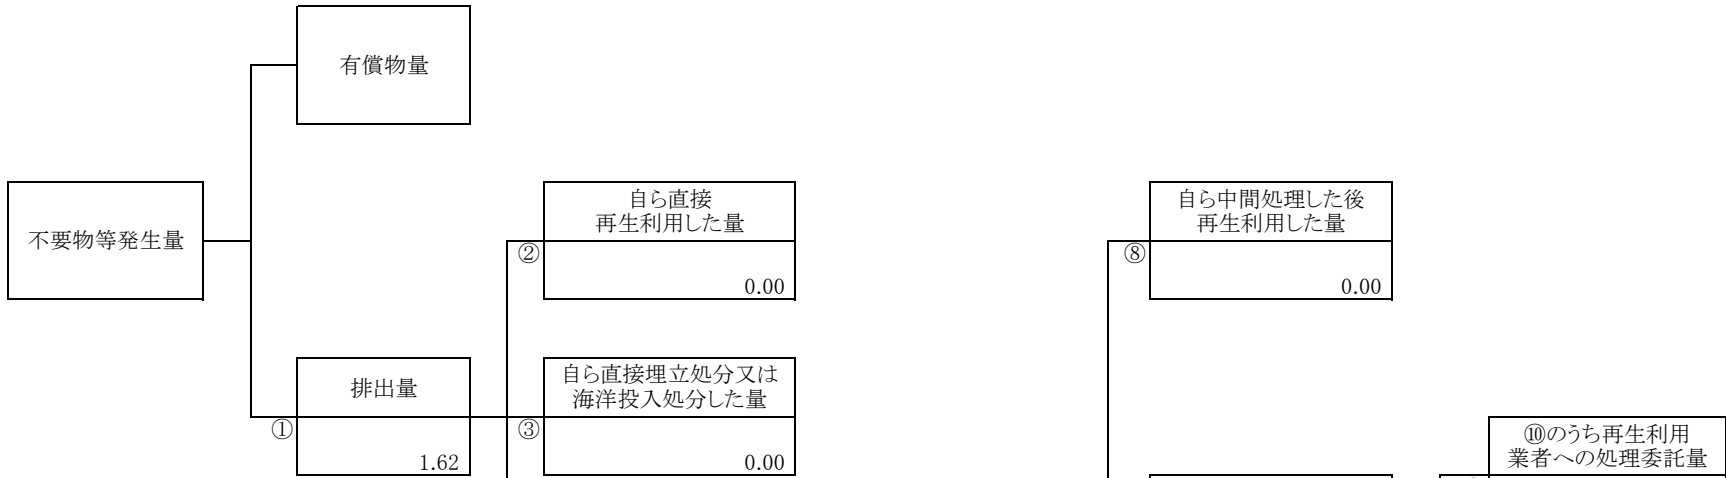 有償物量
不要物等発生量
自ら直接
再生利用した量
②
0.00
自ら中間処理した後
再生利用した量
⑧
0.00
排出量
①
1.62
自ら直接埋立処分又は
海洋投入処分した量
③
0.00
⑩のうち再生利用
業者への処理委託量